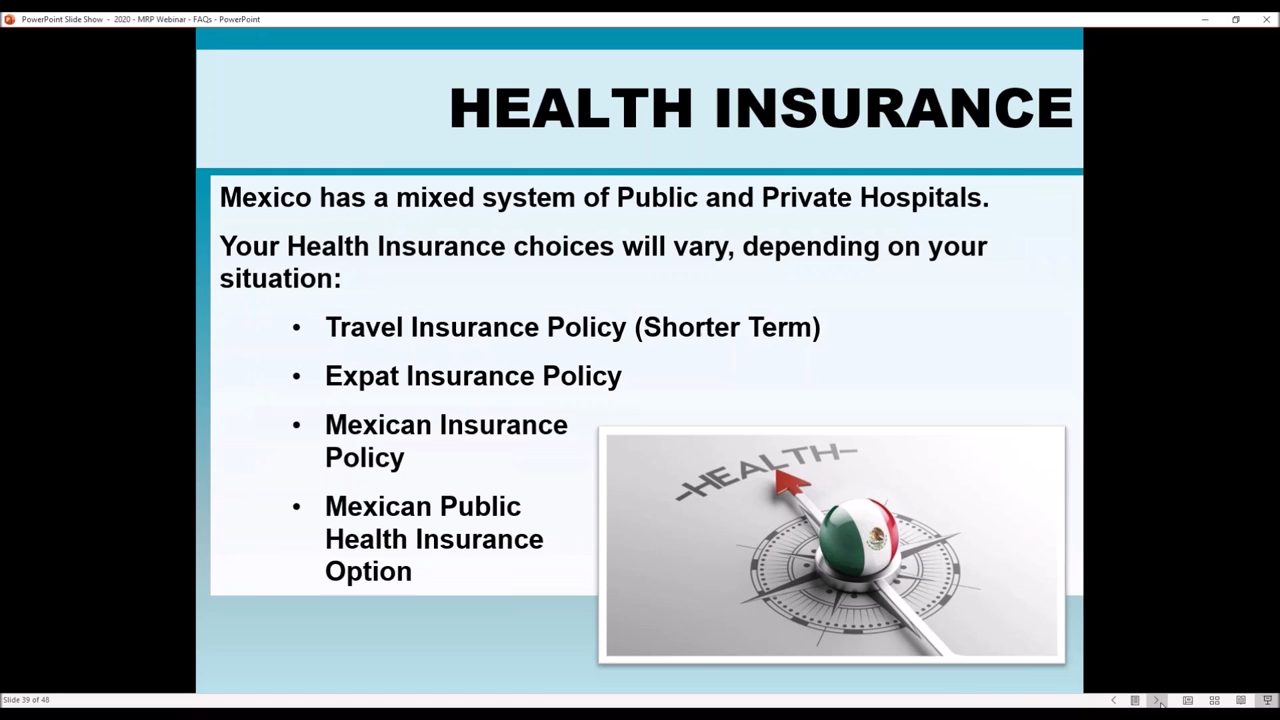 PowerPoint Slide Show - 2020 - MRP Webinar - FAQs - PowerPoint
HEALTH INSURANCE
Mexico has a mixed system of Public and Private Hospitals.
Your Health Insurance choices will vary, depending on your
situation:
• Travel Insurance Policy (Shorter Term)
• Expat Insurance Policy
• Mexican Insurance
Policy
• Mexican Public
Health Insurance
Option
-HEALTH-
Slide 39 of 48